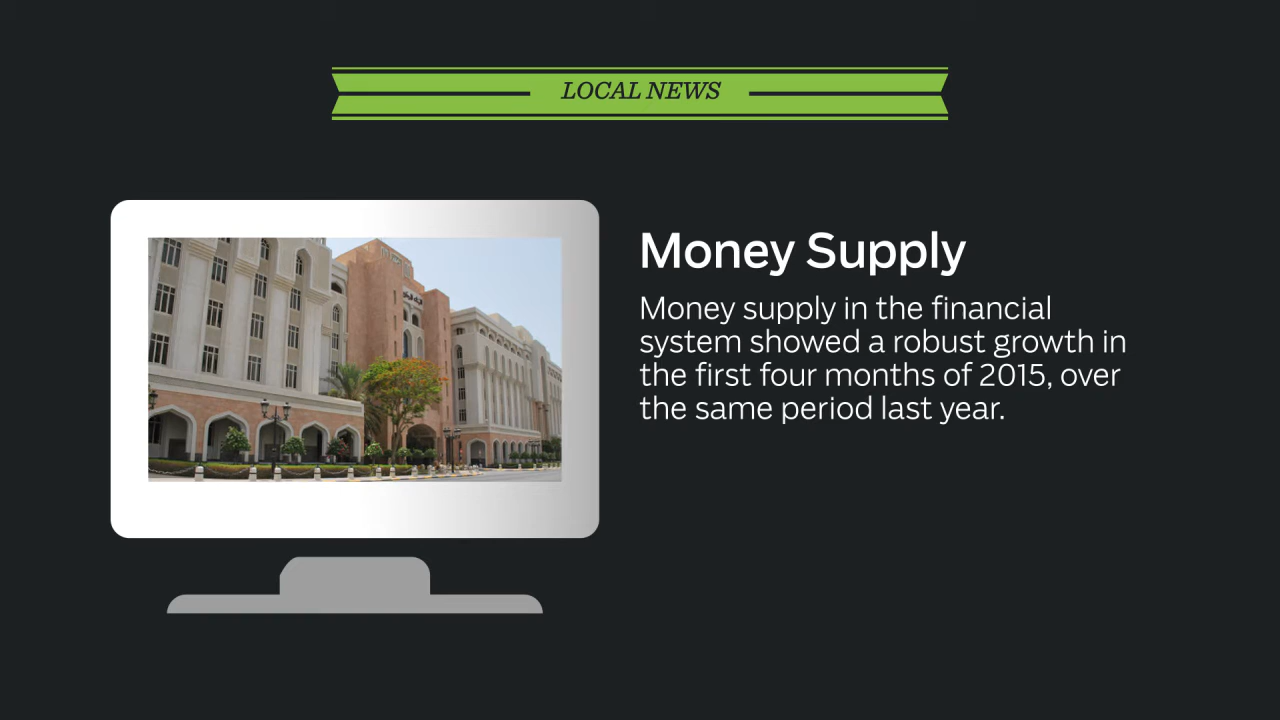 LOCAL NEWS
Money Supply
Money supply in the financial
system showed a robust growth in
the first four months of 2015, over
the same period last year.